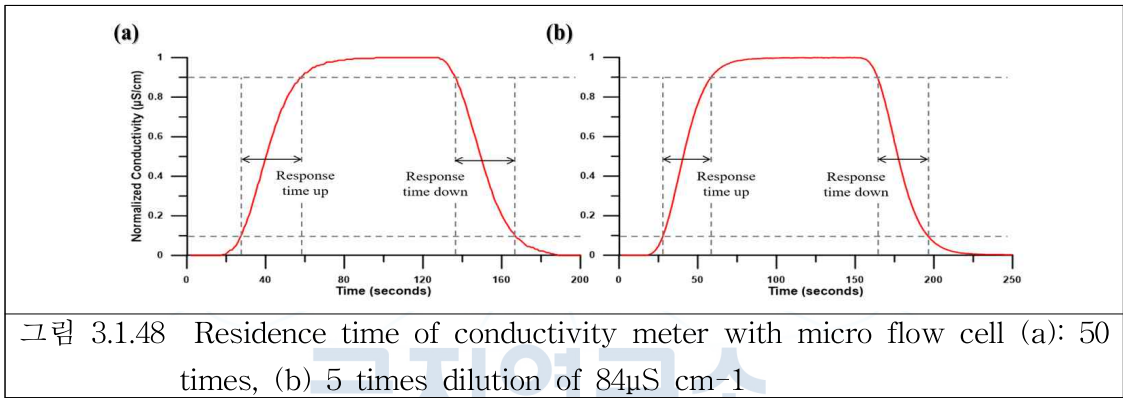 (a)
(b)
Normalized Conductivity (µS/cm)
1
0.8
0.6
0.4
0.2
0
Response
time up
Response
time down
0 40 80 120 160 200
Time (seconds)
1
0.8
0.6
0.4
0.2
0
Response
time up
Response
time down
0 50 100 150 200 250
Time (seconds)
그림 3.1.48 Residence time of conductivity meter with micro flow cell (a): 50
times, (b) 5 times dilution of 84µS cm-1